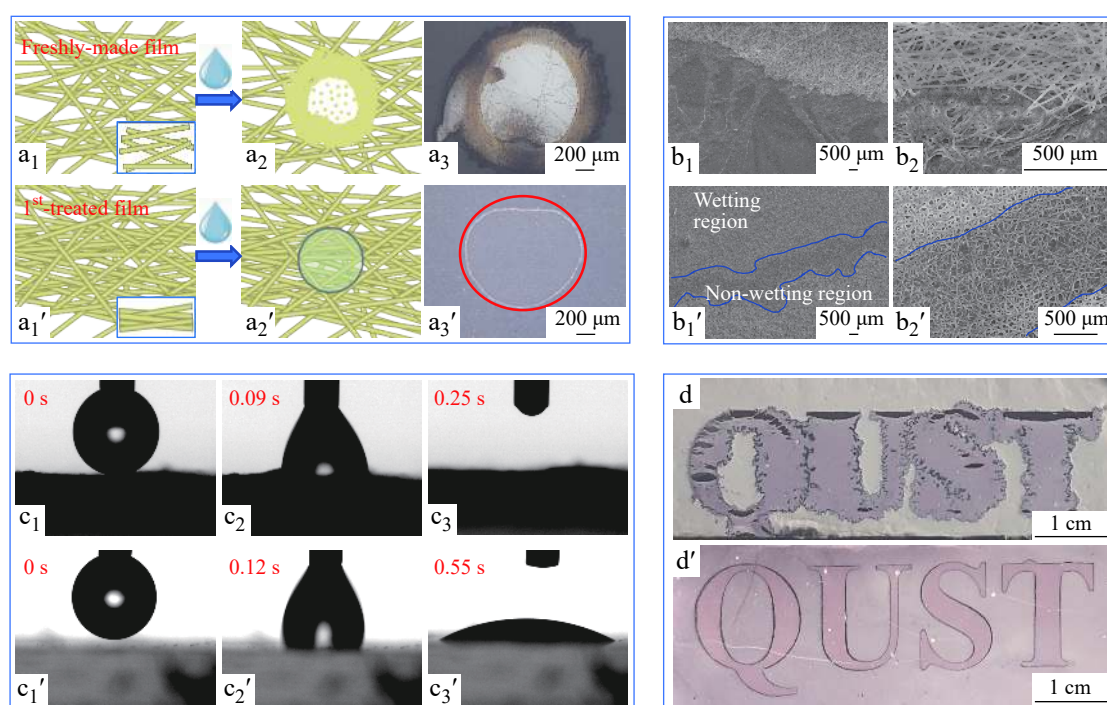 Freshly-made film
a1
a2
a3
200 μm
1st-treated film
a1′
a2′
a3′
200 μm
b1
500 μm
b2
500 μm
Wetting
region
Non-wetting region
b1′
500 μm
b2′
500 μm
0 s
0.09 s
0.25 s
c1
c2
c3
0 s
0.12 s
0.55 s
c1′
c2′
c3′
d
QUST
1 cm
d′
QUST
1 cm